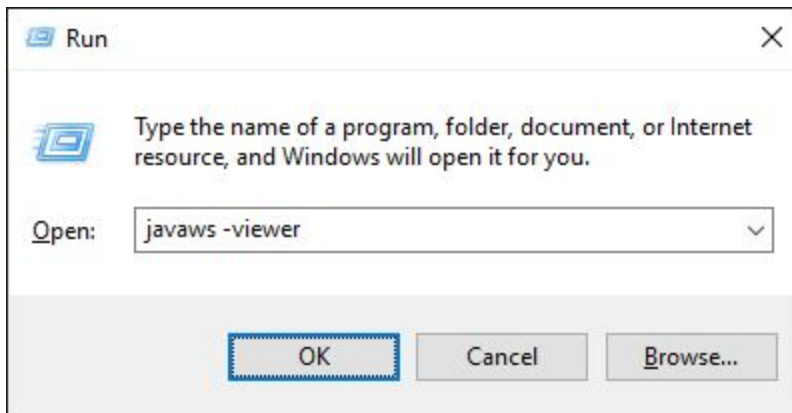 Run
Type the name of a program, folder, document, or Internet
resource, and Windows will open it for you.
Open: javaws -viewer
OK Cancel Browse...